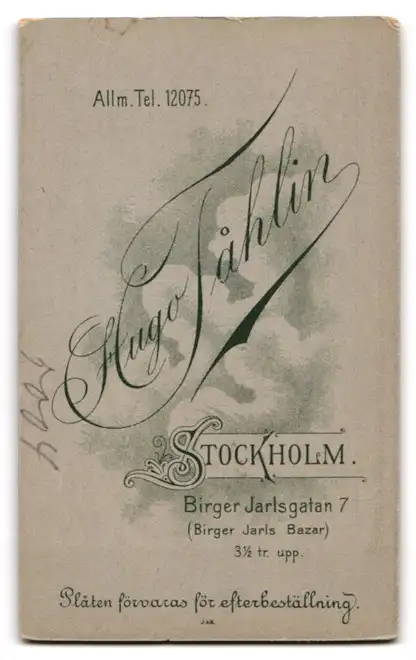 Allm. Tel. 12075.
Hugo Tåhlin
STOCKHOLM.
Birger Jarlsgatan 7
(Birger Jarls Bazar)
3½ tr. upp.
Plåten förvaras för efterbeställning.